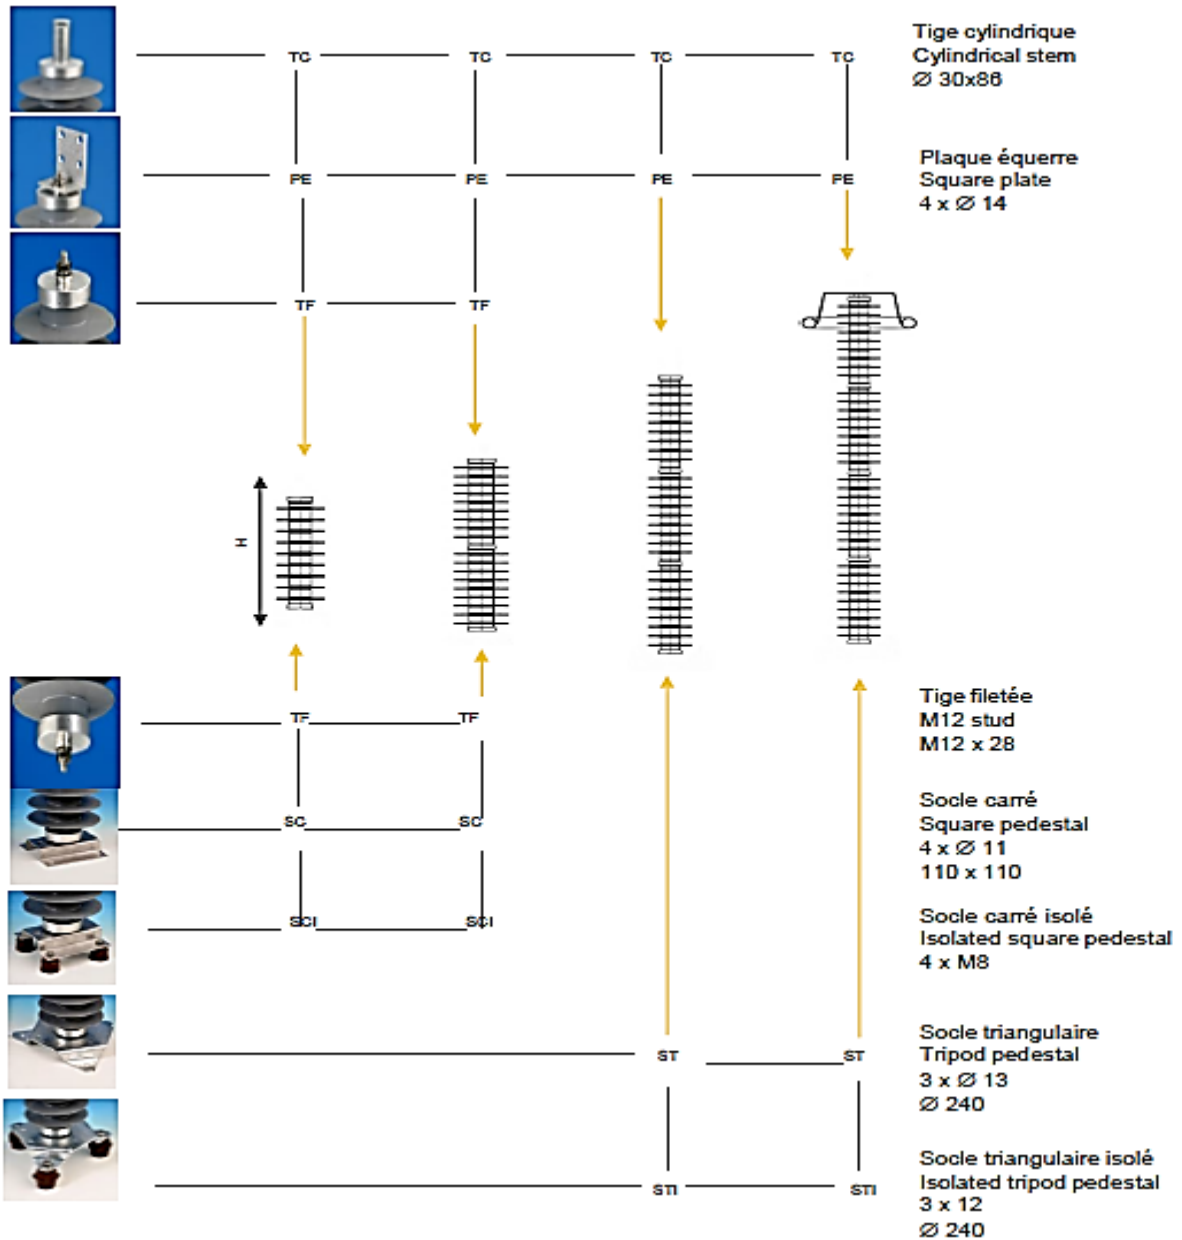 Tige cylindrique
Cylindrical stem
Ø 30x86
TC TC TC TC
Plaque équerre
Square plate
4 x Ø 14
PE PE PE PE
TF TF
H
Tige filetée
M12 stud
M12 x 28
TF TF
Socle carré
Square pedestal
4 x Ø 11
110 x 110
SC SC
Socle carré isolé
Isolated square pedestal
4 x M8
SCI SCI
Socle triangulaire
Tripod pedestal
3 x Ø 13
Ø 240
ST ST
Socle triangulaire isolé
Isolated tripod pedestal
3 x 12
Ø 240
STI STI